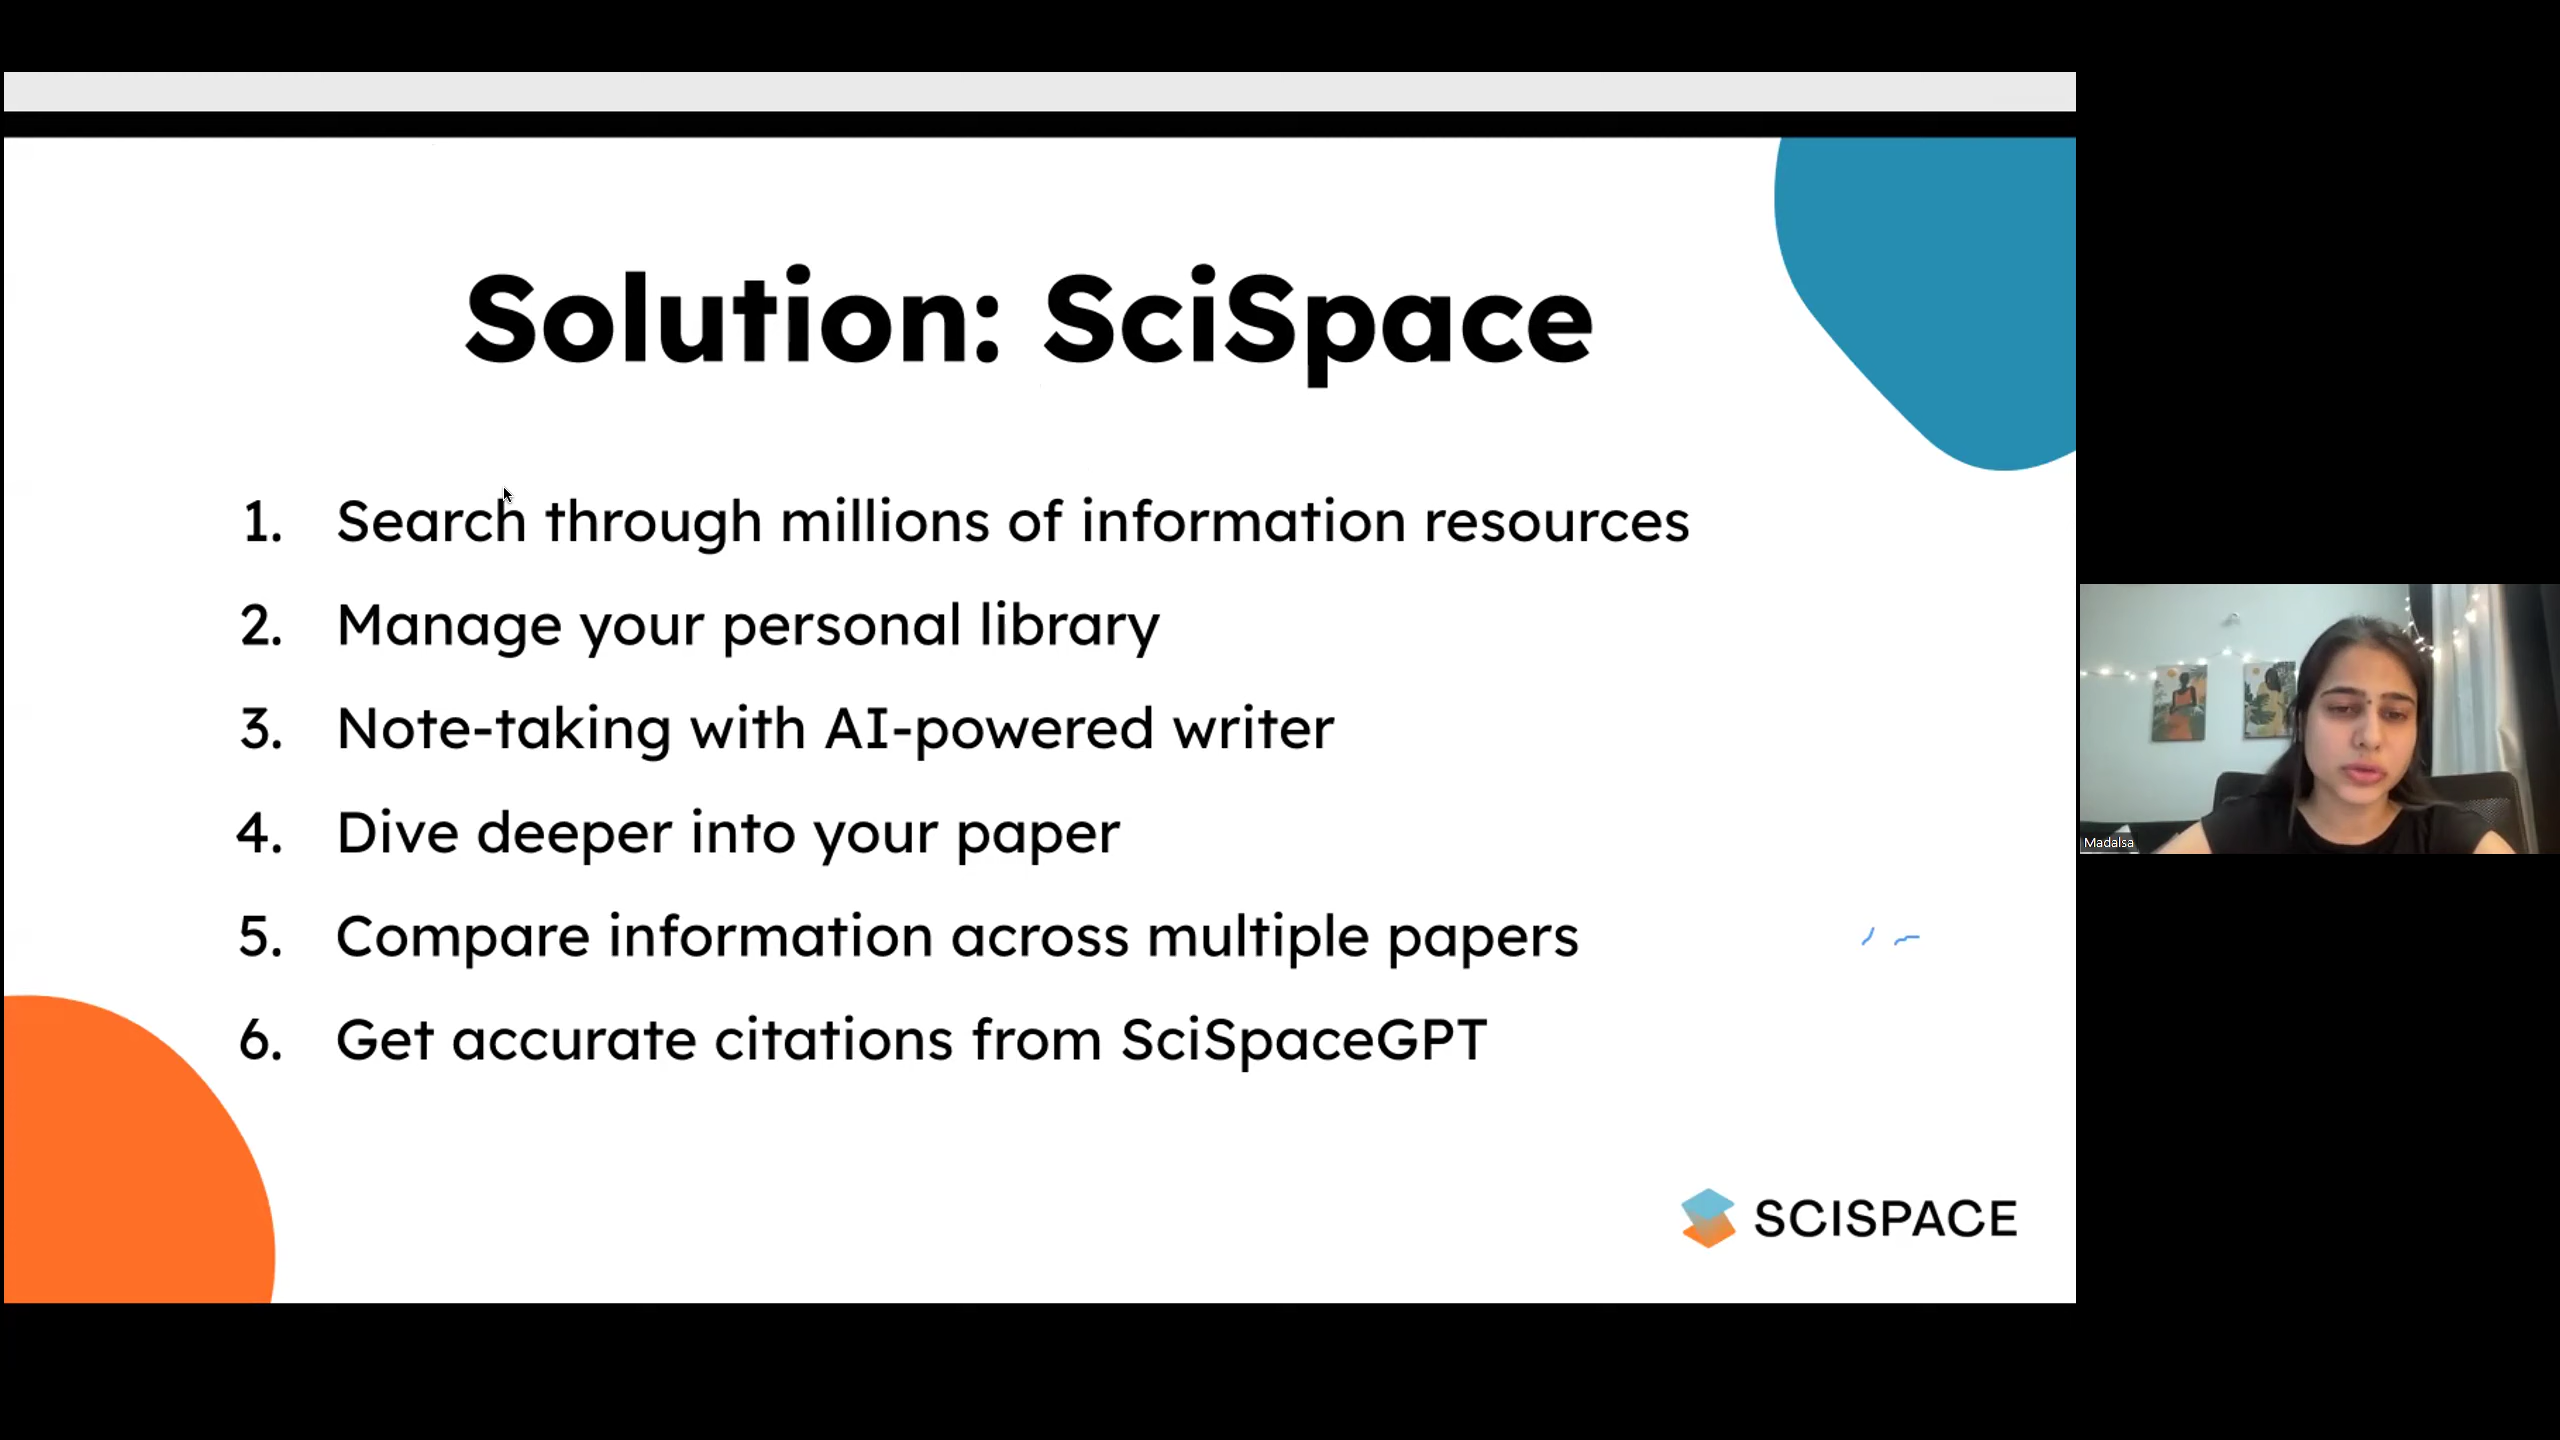 Solution: SciSpace
1. Search through millions of information resources
2. Manage your personal library
3. Note-taking with AI-powered writer
4. Dive deeper into your paper
5. Compare information across multiple papers
6. Get accurate citations from SciSpaceGPT
SCISPACE
Madalsa